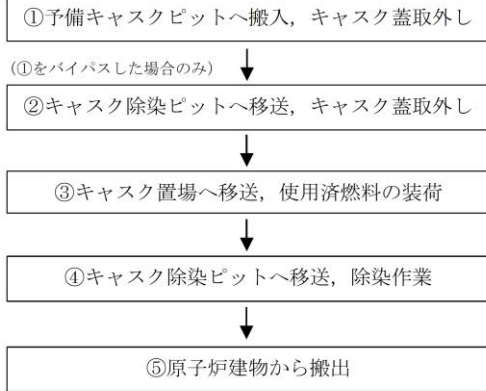 ①予備キャスクピットへ搬入，キャスク蓋取外し
(①をバイパスした場合のみ)
②キャスク除染ピットへ移送，キャスク蓋取外し
③キャスク置場へ移送，使用済燃料の装荷
④キャスク除染ピットへ移送，除染作業
⑤原子炉建物から搬出